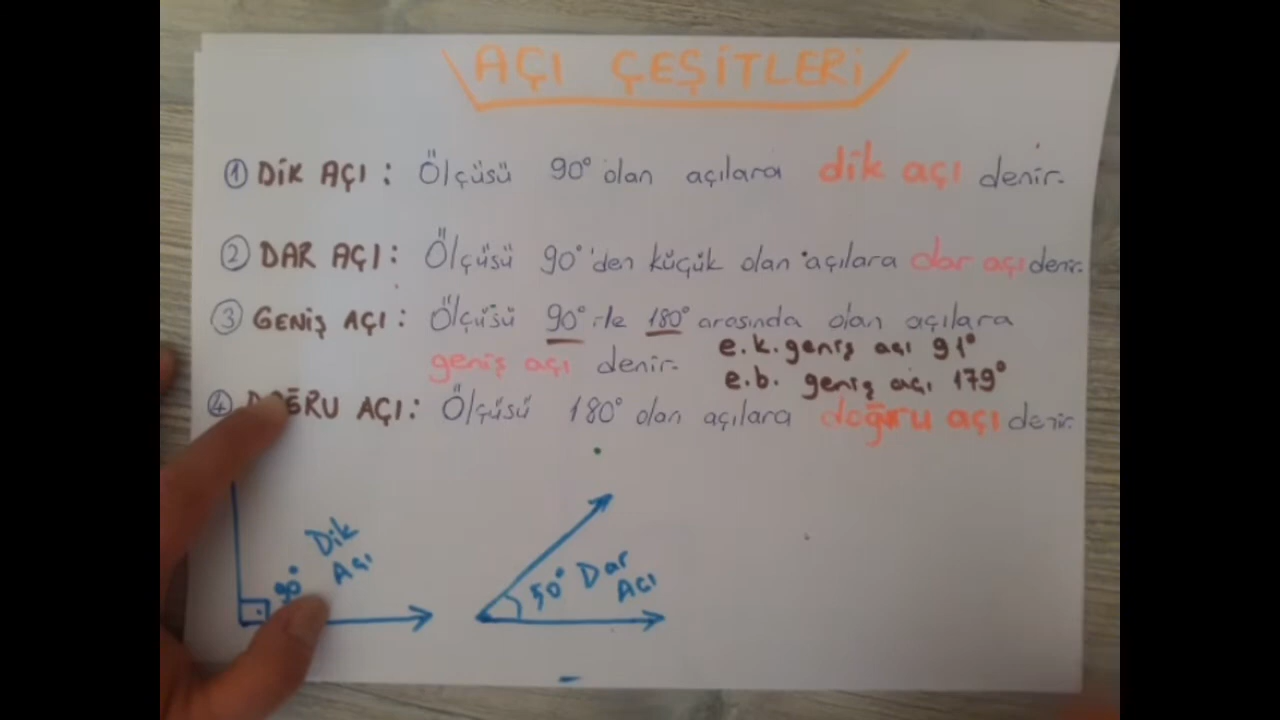 AÇI ÇEŞİTLERİ
① DİK AÇI : Ölçüsü 90° olan açılara dik açı denir.
② DAR AÇI : Ölçüsü 90°'den küçük olan açılara dar açı denir.
③ GENİŞ AÇI : Ölçüsü 90° ile 180° arasında olan açılara
geniş açı denir.
e.k. geniş açı 91°
e.b. geniş açı 179°
④ DOĞRU AÇI : Ölçüsü 180° olan açılara doğru açı denir.
90° Dik
Açı
50° Dar
Açı